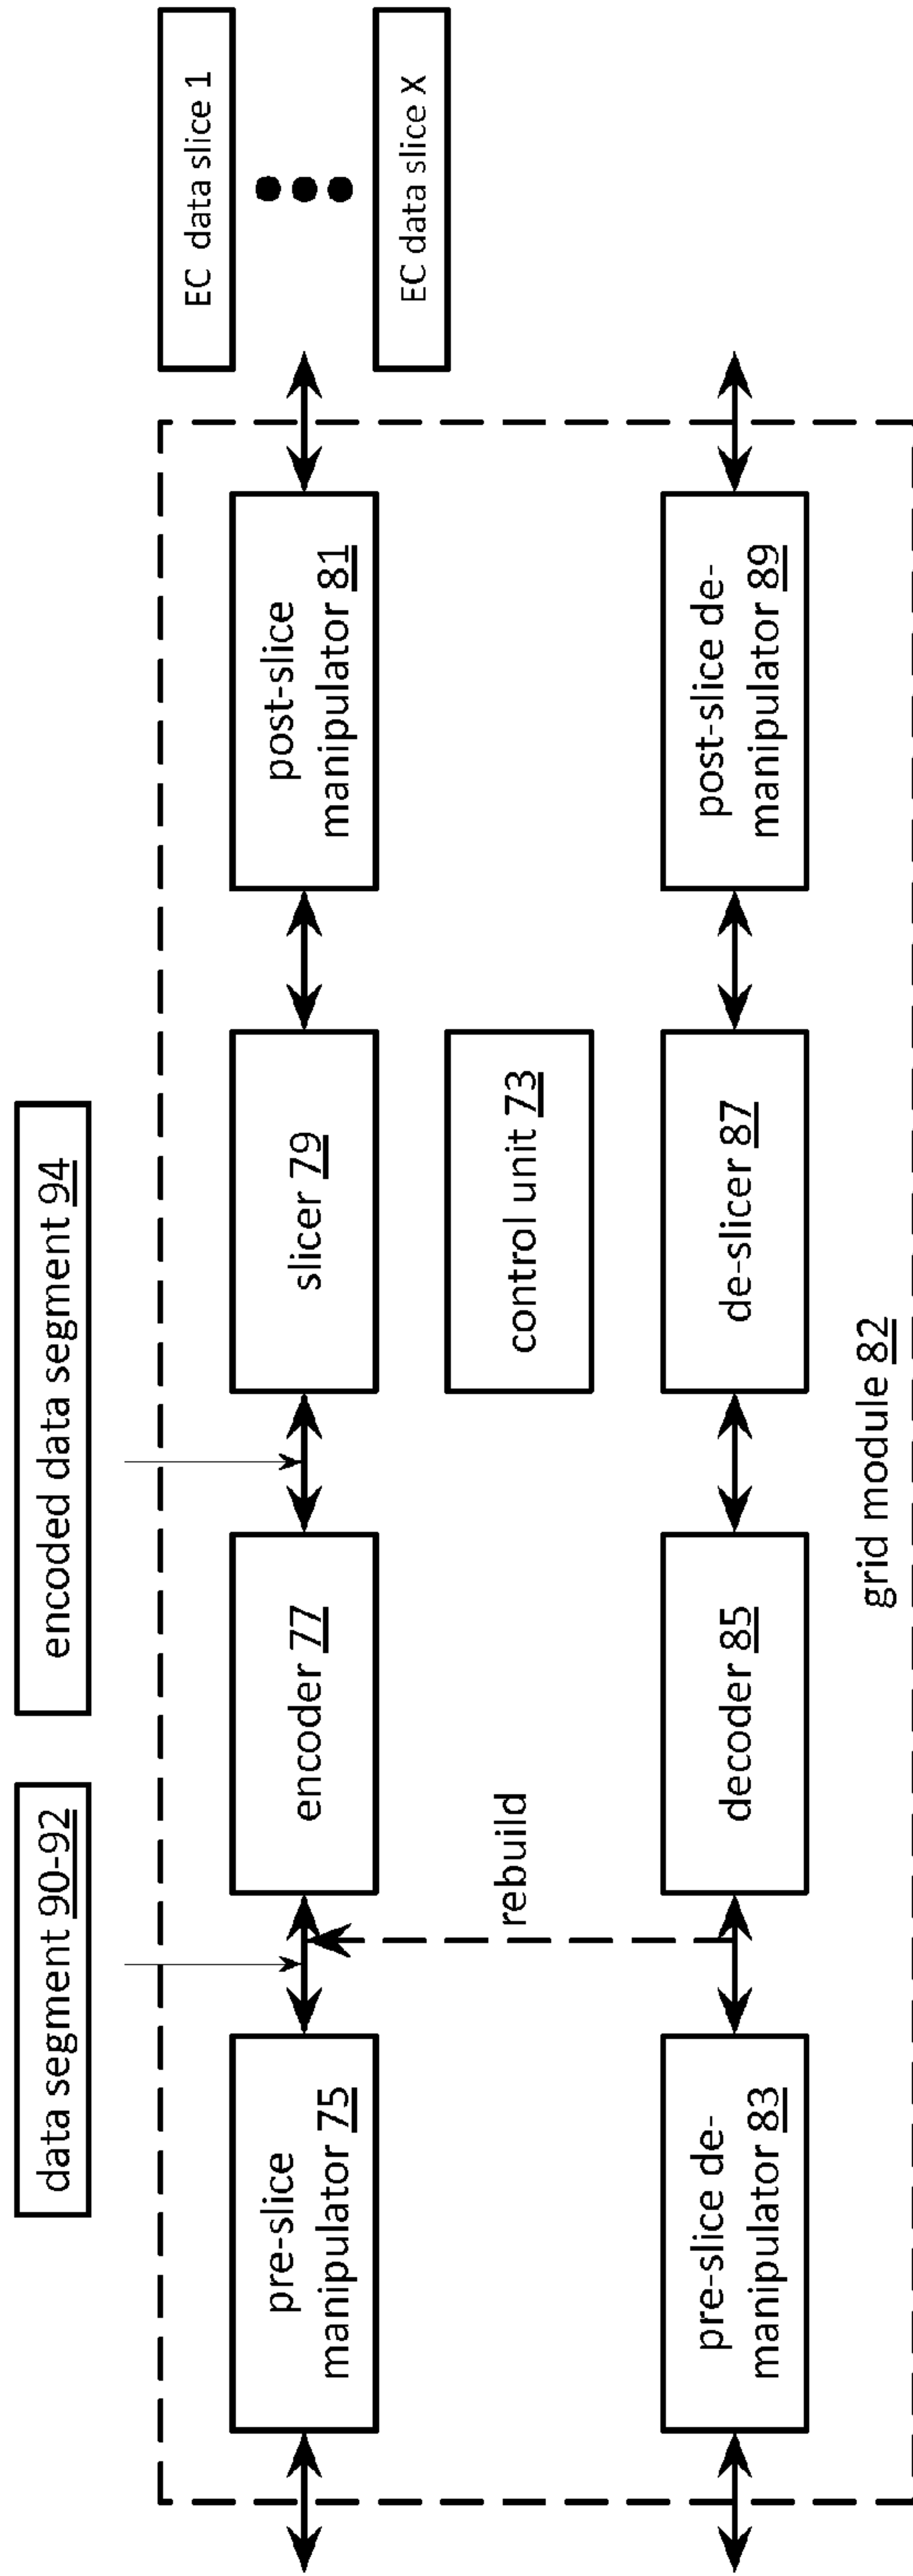 data segment 90-92
encoded data segment 94
pre-slice
manipulator 75
encoder 77
slicer 79
post-slice
manipulator 81
EC data slice 1
EC data slice X
rebuild
control unit 73
pre-slice de-
manipulator 83
decoder 85
de-slicer 87
post-slice de-
manipulator 89
grid module 82